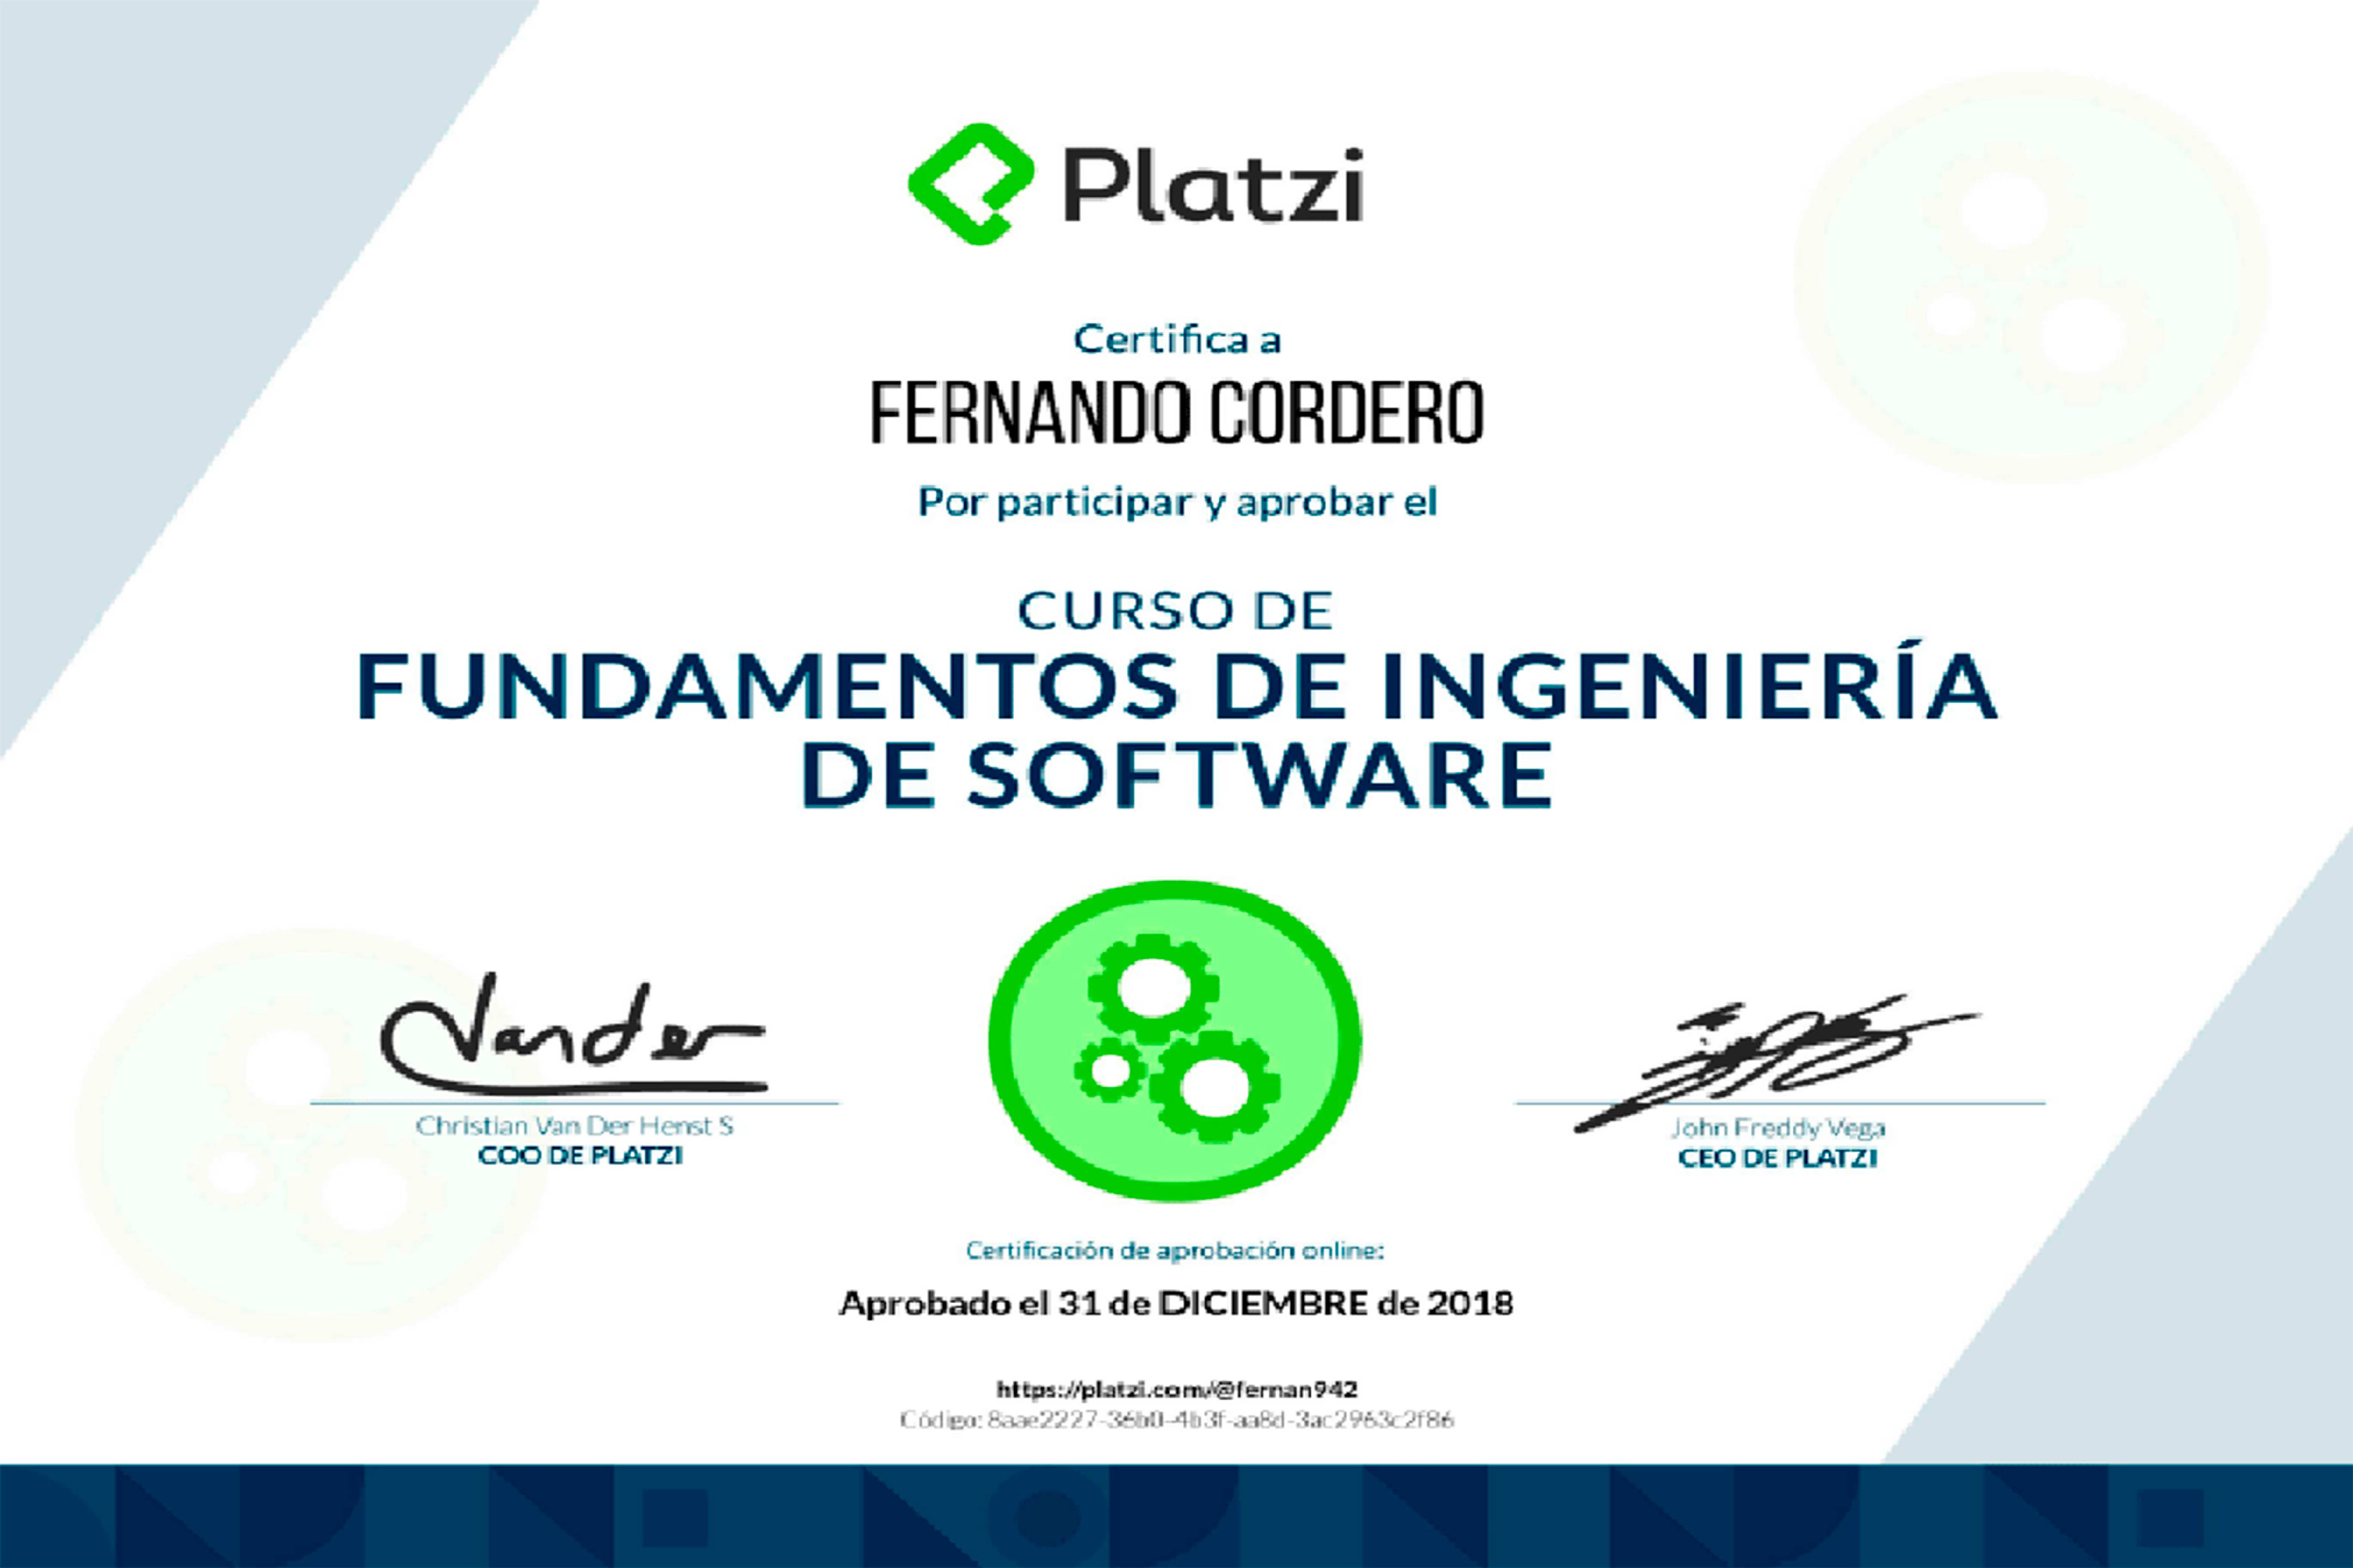 Platzi
Certifica a
FERNANDO CORDERO
Por participar y aprobar el
CURSO DE
FUNDAMENTOS DE INGENIERÍA
DE SOFTWARE
Vander
Christian Van Der Henst S
COO DE PLATZI
John Freddy Vega
CEO DE PLATZI
Certificación de aprobación online:
Aprobado el 31 de DICIEMBRE de 2018
https://platzi.com/@fernan942
Código: 8aae2227-36b0-4b3f-aa8d-3ac2963c2f86